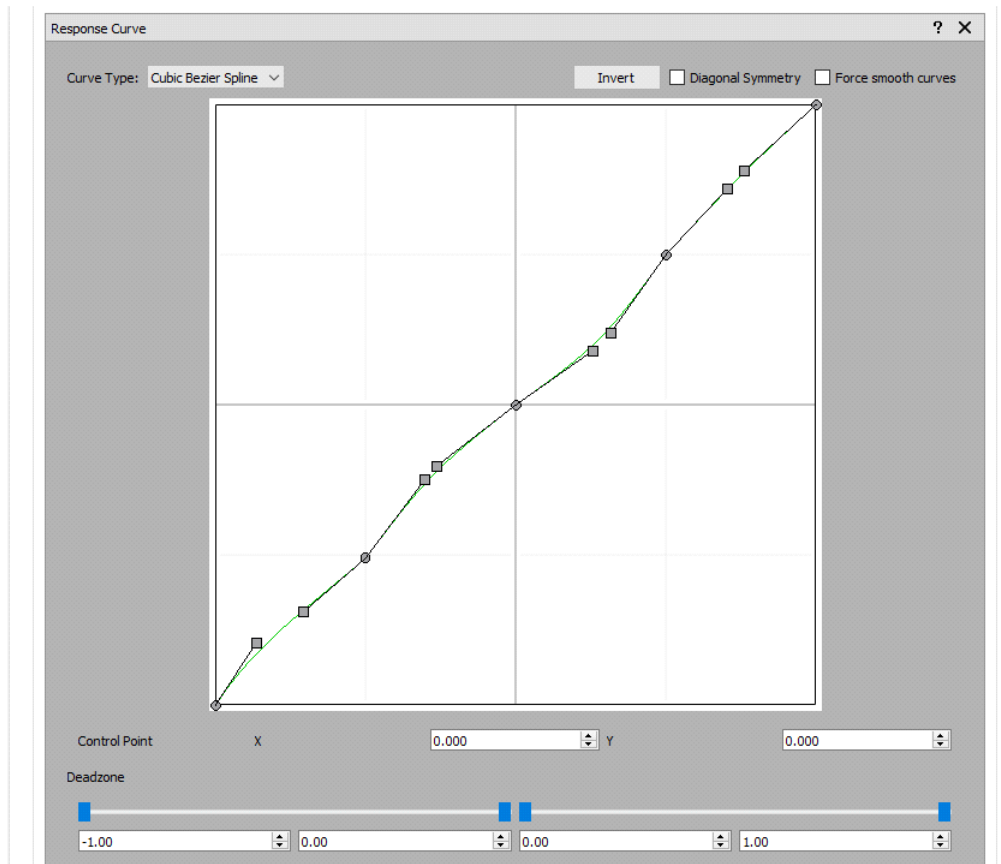 Response Curve ? ✕
Curve Type: Cubic Bezier Spline Invert Diagonal Symmetry Force smooth curves
Control Point X 0.000 Y 0.000
Deadzone
-1.00 0.00 0.00 1.00